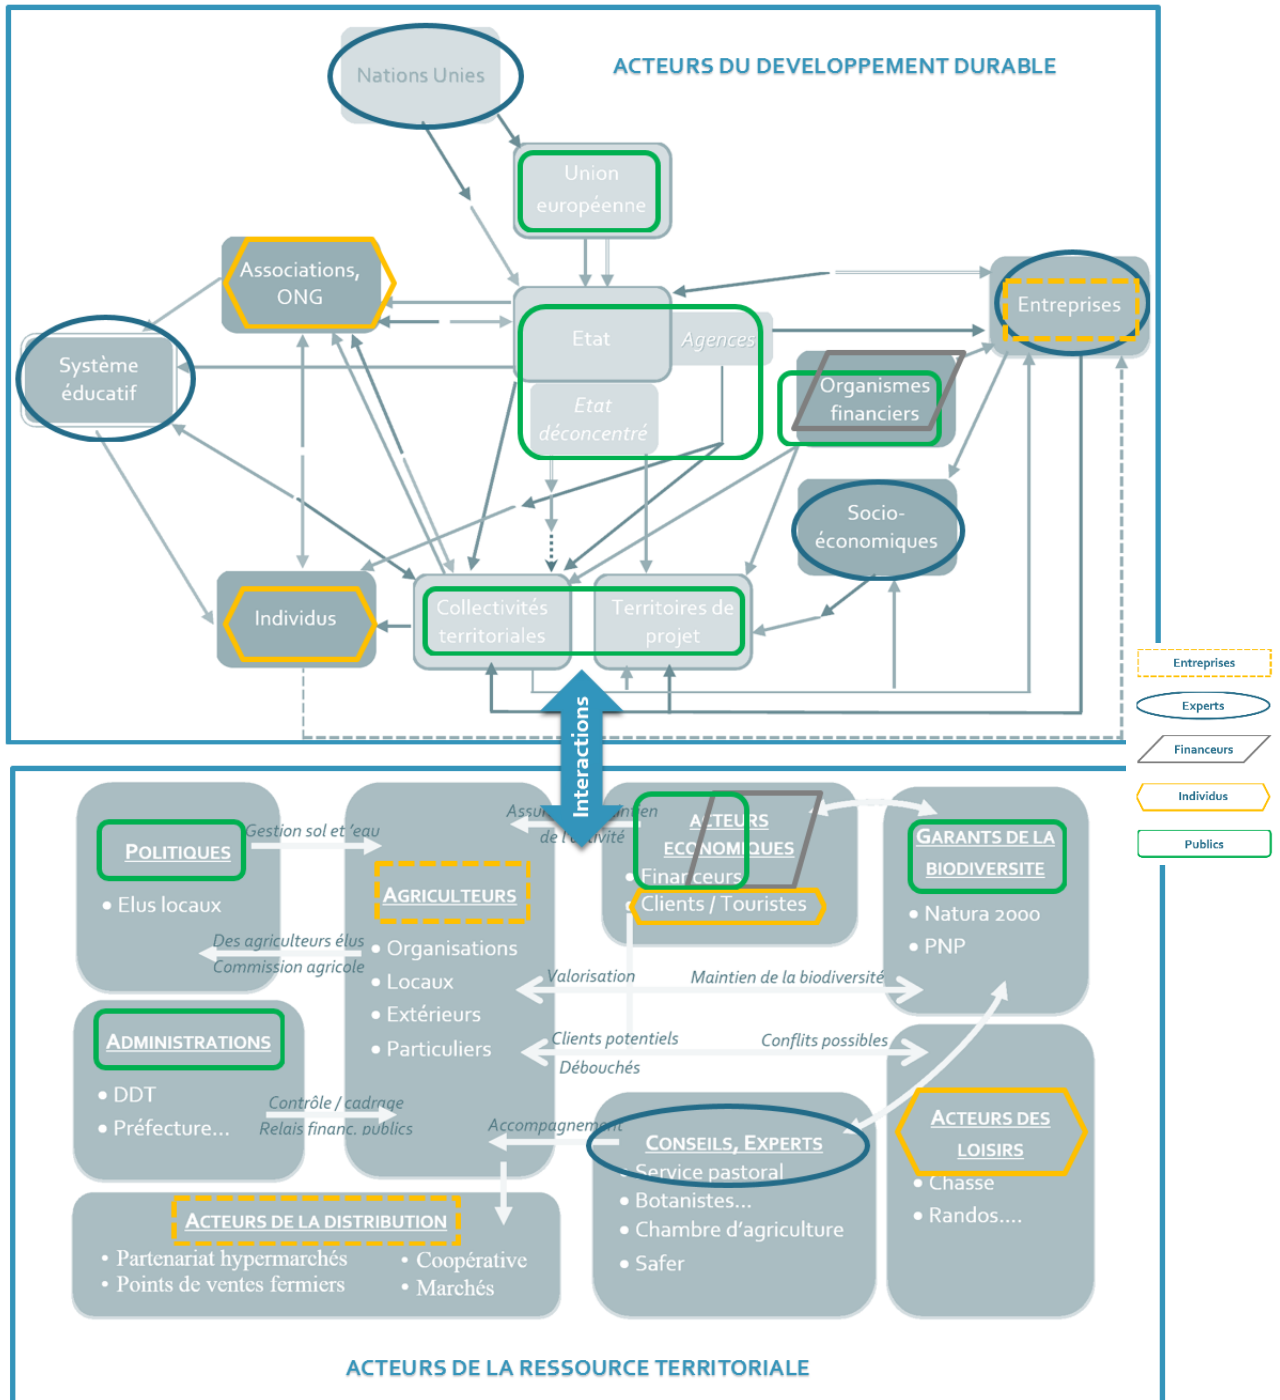 ACTEURS DU DEVELOPPEMENT DURABLE
Nations Unies
Union
européenne
Associations,
ONG
Entreprises
Etat
Agences
Système
éducatif
Organismes
financiers
Etat
déconcentré
Socio-
économiques
Individus
Collectivités
territoriales
Territoires de
projet
Entreprises
Experts
Financeurs
Individus
Publics
Interactions
POLITIQUES
• Elus locaux
Gestion sol et 'eau
AGRICULTEURS
• Organisations
• Locaux
• Extérieurs
• Particuliers
de l'activité
ACTEURS
ECONOMIQUES
• Financeurs
• Clients / Touristes
GARANTS DE LA
BIODIVERSITE
• Natura 2000
• PNP
Des agriculteurs élus
Commission agricole
Valorisation
Maintien de la biodiversité
Clients potentiels
Débouchés
Conflits possibles
ADMINISTRATIONS
• DDT
• Préfecture...
Contrôle / cadrage
Relais financ. publics
Accompagnement
CONSEILS, EXPERTS
• Service pastoral
• Botanistes...
• Chambre d'agriculture
• Safer
ACTEURS DES
LOISIRS
• Chasse
• Randos....
ACTEURS DE LA DISTRIBUTION
• Partenariat hypermarchés
• Points de ventes fermiers
• Coopérative
• Marchés
ACTEURS DE LA RESSOURCE TERRITORIALE